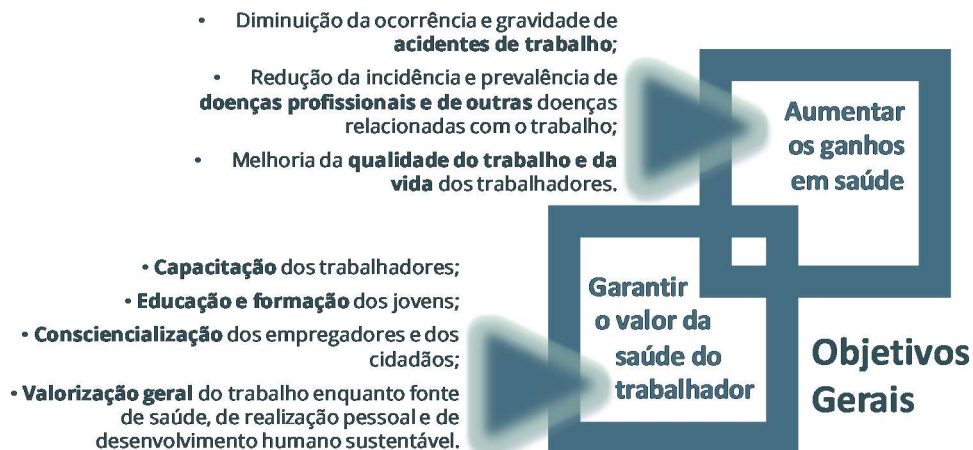 • Diminuição da ocorrência e gravidade de
acidentes de trabalho;
• Redução da incidência e prevalência de
doenças profissionais e de outras doenças
relacionadas com o trabalho;
• Melhoria da qualidade do trabalho e da
vida dos trabalhadores.
Aumentar
os ganhos
em saúde
• Capacitação dos trabalhadores;
• Educação e formação dos jovens;
• Consciencialização dos empregadores e dos
cidadãos;
• Valorização geral do trabalho enquanto fonte
de saúde, de realização pessoal e de
desenvolvimento humano sustentável.
Garantir
o valor da
saúde do
trabalhador
Objetivos
Gerais